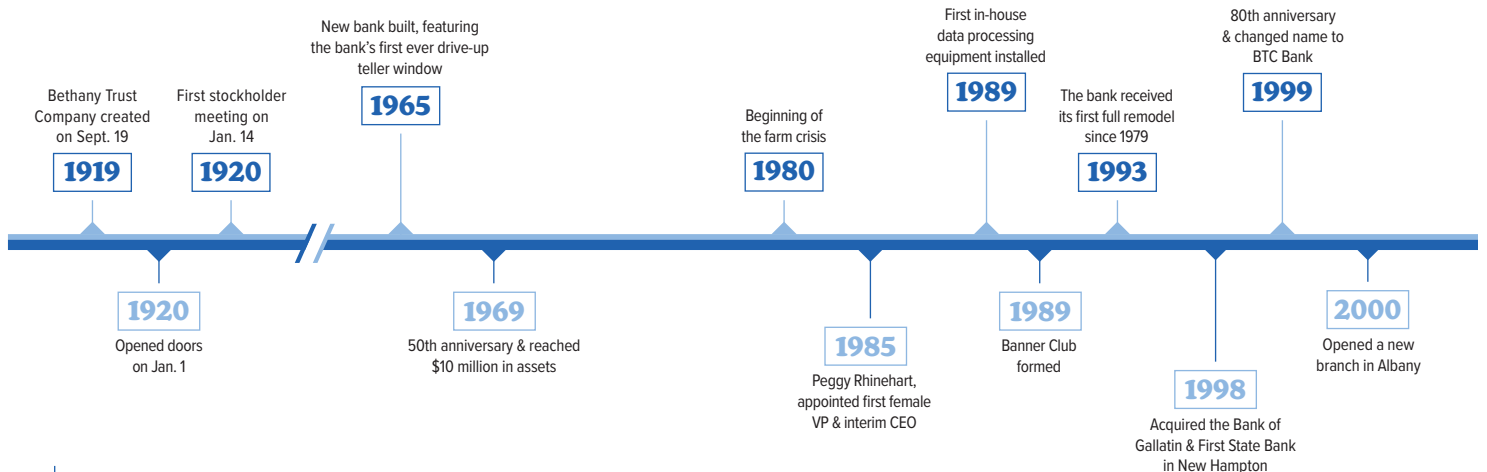 Bethany Trust
Company created
on Sept. 19
1919
Opened doors
on Jan. 1
1920
First stockholder
meeting on
Jan. 14
1920
New bank built, featuring
the bank's first ever drive-up
teller window
1965
1969
50th anniversary & reached
$10 million in assets
Beginning of
the farm crisis
1980
1985
Peggy Rhinehart,
appointed first female
VP & interim CEO
First in-house
data processing
equipment installed
1989
1989
Banner Club
formed
The bank received
its first full remodel
since 1979
1993
1998
Acquired the Bank of
Gallatin & First State Bank
in New Hampton
80th anniversary
& changed name to
BTC Bank
1999
2000
Opened a new
branch in Albany